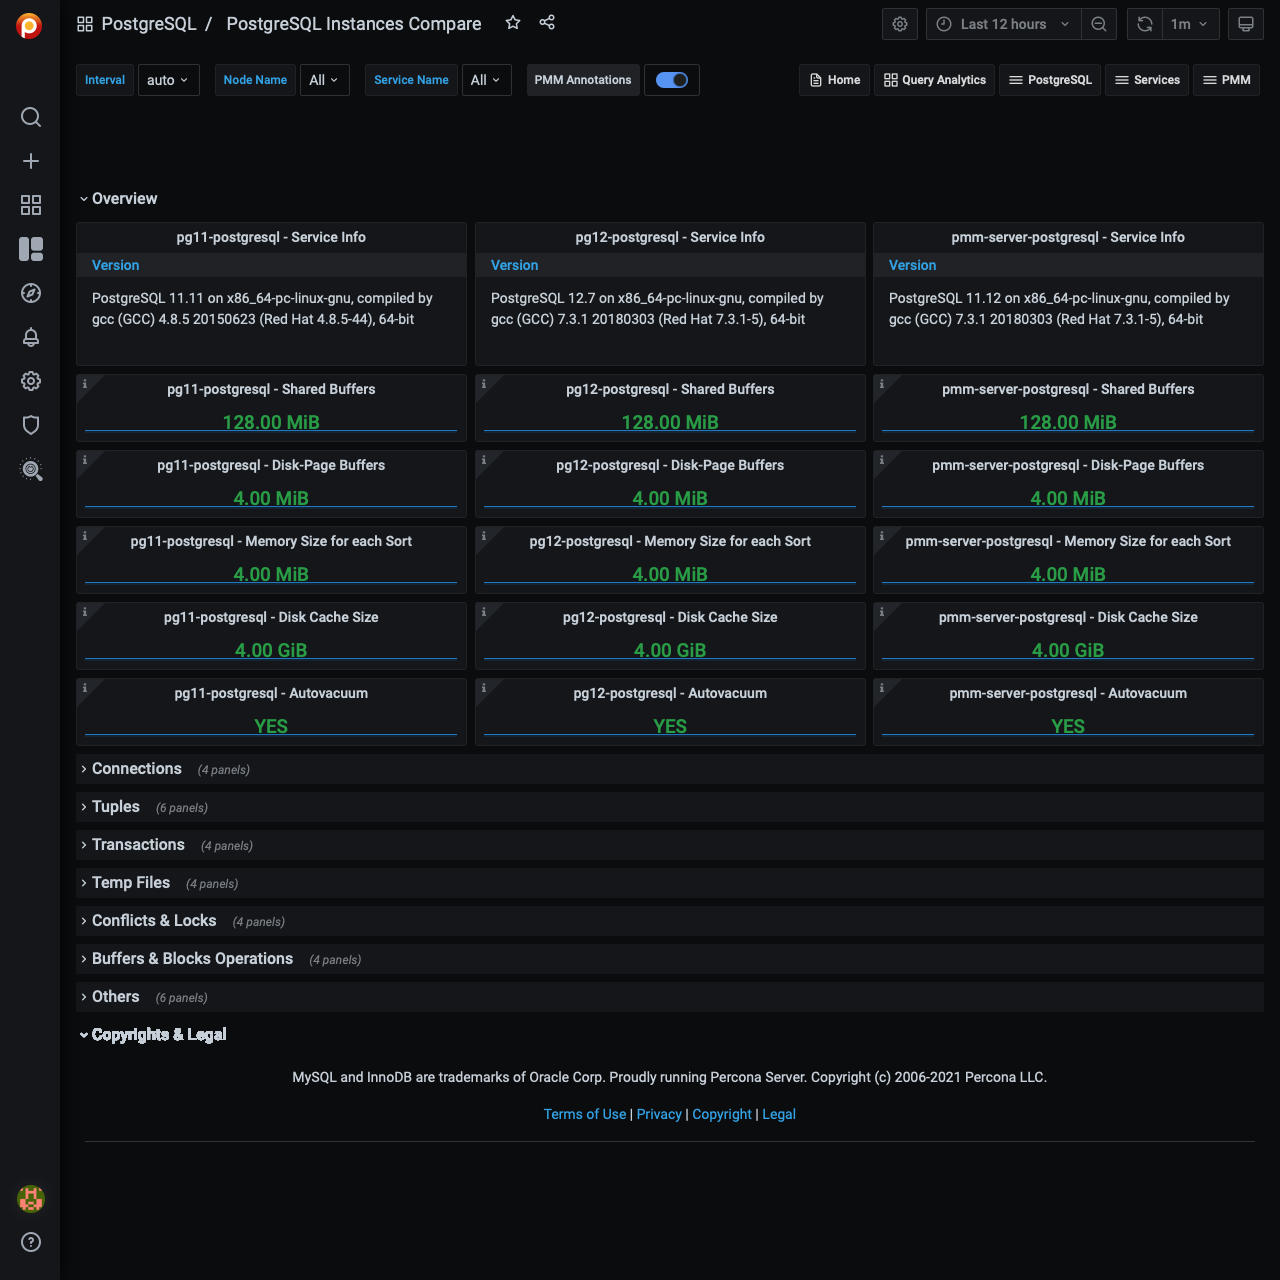 PostgreSQL / PostgreSQL Instances Compare
Last 12 hours
1m
Interval auto Node Name All Service Name All PMM Annotations
Home Query Analytics PostgreSQL Services PMM
Overview
pg11-postgresql - Service Info
Version
PostgreSQL 11.11 on x86_64-pc-linux-gnu, compiled by
gcc (GCC) 4.8.5 20150623 (Red Hat 4.8.5-44), 64-bit
pg12-postgresql - Service Info
Version
PostgreSQL 12.7 on x86_64-pc-linux-gnu, compiled by
gcc (GCC) 7.3.1 20180303 (Red Hat 7.3.1-5), 64-bit
pmm-server-postgresql - Service Info
Version
PostgreSQL 11.12 on x86_64-pc-linux-gnu, compiled by
gcc (GCC) 7.3.1 20180303 (Red Hat 7.3.1-5), 64-bit
pg11-postgresql - Shared Buffers
128.00 MiB
pg12-postgresql - Shared Buffers
128.00 MiB
pmm-server-postgresql - Shared Buffers
128.00 MiB
pg11-postgresql - Disk-Page Buffers
4.00 MiB
pg12-postgresql - Disk-Page Buffers
4.00 MiB
pmm-server-postgresql - Disk-Page Buffers
4.00 MiB
pg11-postgresql - Memory Size for each Sort
4.00 MiB
pg12-postgresql - Memory Size for each Sort
4.00 MiB
pmm-server-postgresql - Memory Size for each Sort
4.00 MiB
pg11-postgresql - Disk Cache Size
4.00 GiB
pg12-postgresql - Disk Cache Size
4.00 GiB
pmm-server-postgresql - Disk Cache Size
4.00 GiB
pg11-postgresql - Autovacuum
YES
pg12-postgresql - Autovacuum
YES
pmm-server-postgresql - Autovacuum
YES
Connections (4 panels)
Tuples (6 panels)
Transactions (4 panels)
Temp Files (4 panels)
Conflicts & Locks (4 panels)
Buffers & Blocks Operations (4 panels)
Others (6 panels)
Copyrights & Legal
MySQL and InnoDB are trademarks of Oracle Corp. Proudly running Percona Server. Copyright (c) 2006-2021 Percona LLC.
Terms of Use | Privacy | Copyright | Legal